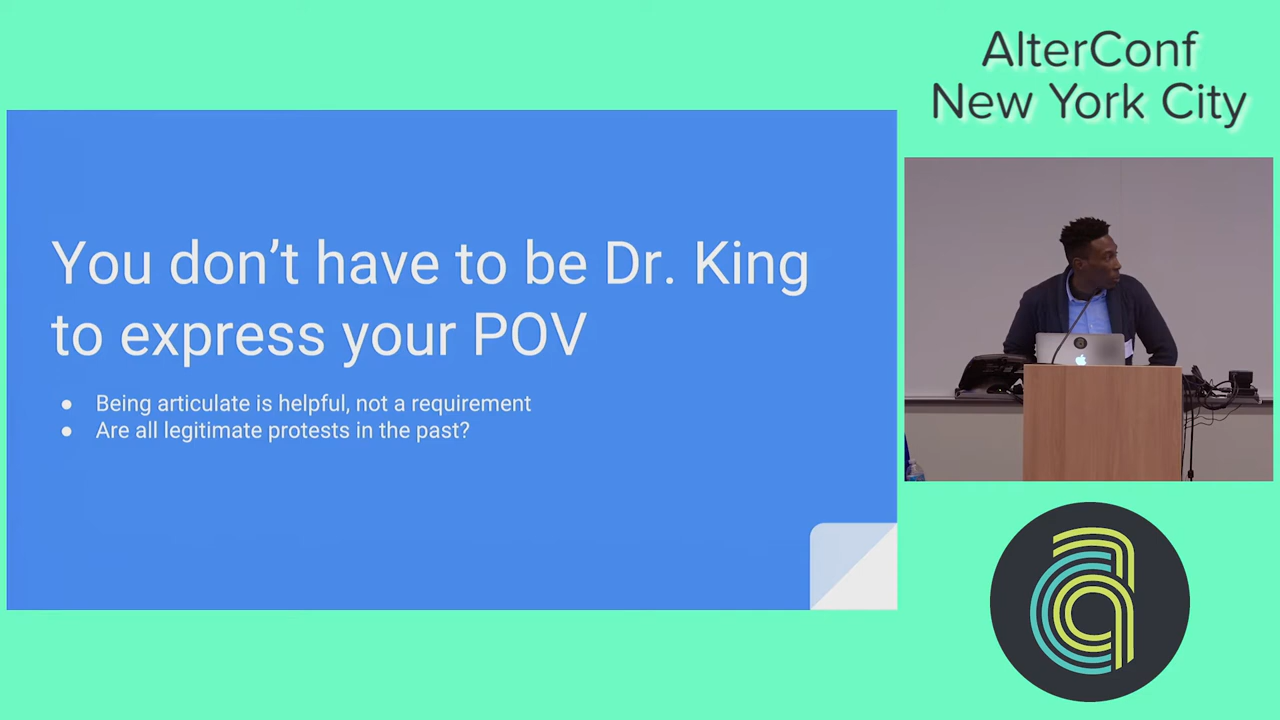 AlterConf
New York City
You don't have to be Dr. King
to express your POV
● Being articulate is helpful, not a requirement
● Are all legitimate protests in the past?